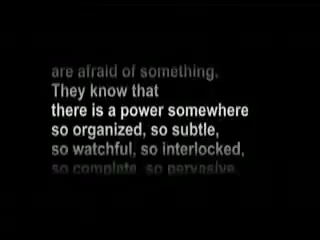 are afraid of something.
They know that
there is a power somewhere
so organized, so subtle,
so watchful, so interlocked,
so complete, so pervasive,